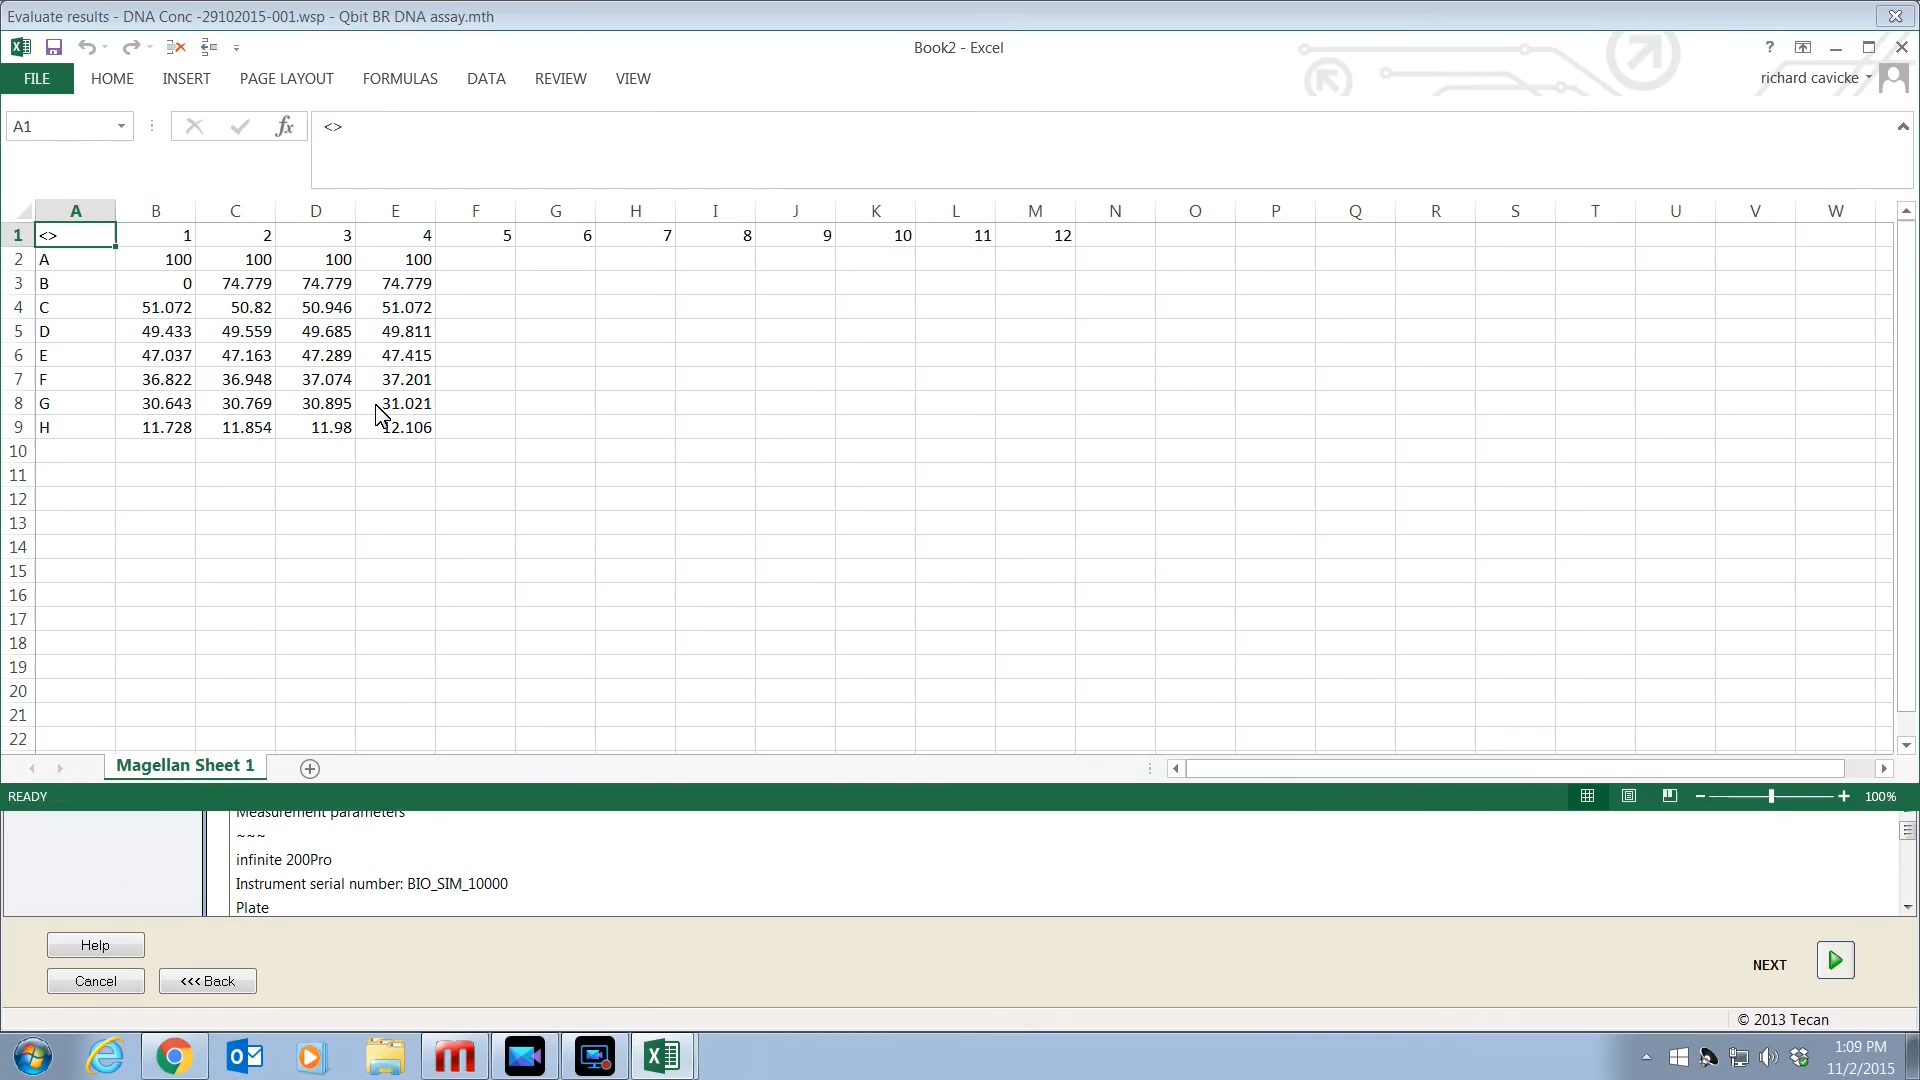 Evaluate results - DNA Conc -29102015-001.wsp - Qbit BR DNA assay.mth
Book2 - Excel
?
FILE HOME INSERT PAGE LAYOUT FORMULAS DATA REVIEW VIEW
richard cavicke
A1 fx <>
A B C D E F G H I J K L M N O P Q R S T U V W
1 <> 1 2 3 4 5 6 7 8 9 10 11 12
2 A 100 100 100 100
3 B 0 74.779 74.779 74.779
4 C 51.072 50.82 50.946 51.072
5 D 49.433 49.559 49.685 49.811
6 E 47.037 47.163 47.289 47.415
7 F 36.822 36.948 37.074 37.201
8 G 30.643 30.769 30.895 31.021
9 H 11.728 11.854 11.98 12.106
10
11
12
13
14
15
16
17
18
19
20
21
22
Magellan Sheet 1
READY
100%
Measurement parameters
~~~
infinite 200Pro
Instrument serial number: BIO_SIM_10000
Plate
Help
Cancel <<< Back
NEXT
© 2013 Tecan
1:09 PM
11/2/2015